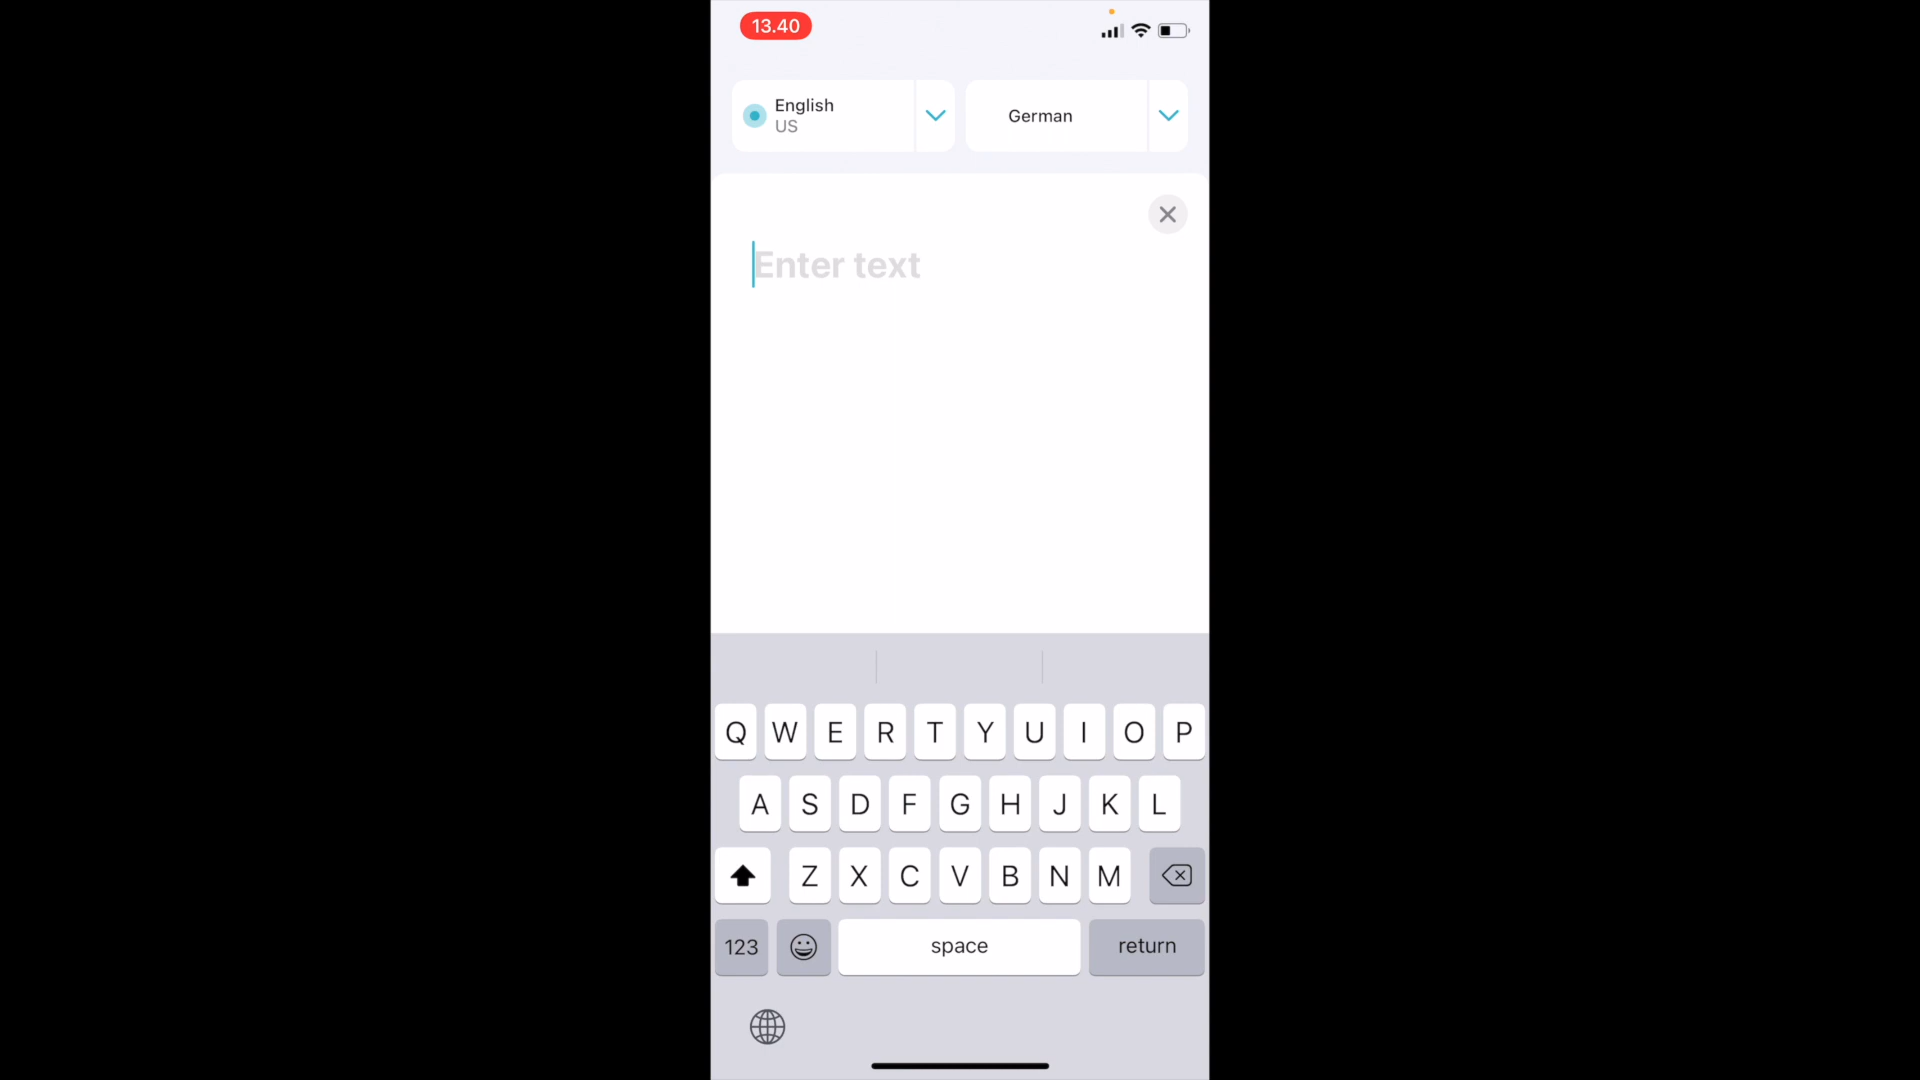 13.40
English
US
German
Enter text
Q W E R T Y U I O P
A S D F G H J K L
Z X C V B N M
123 space return